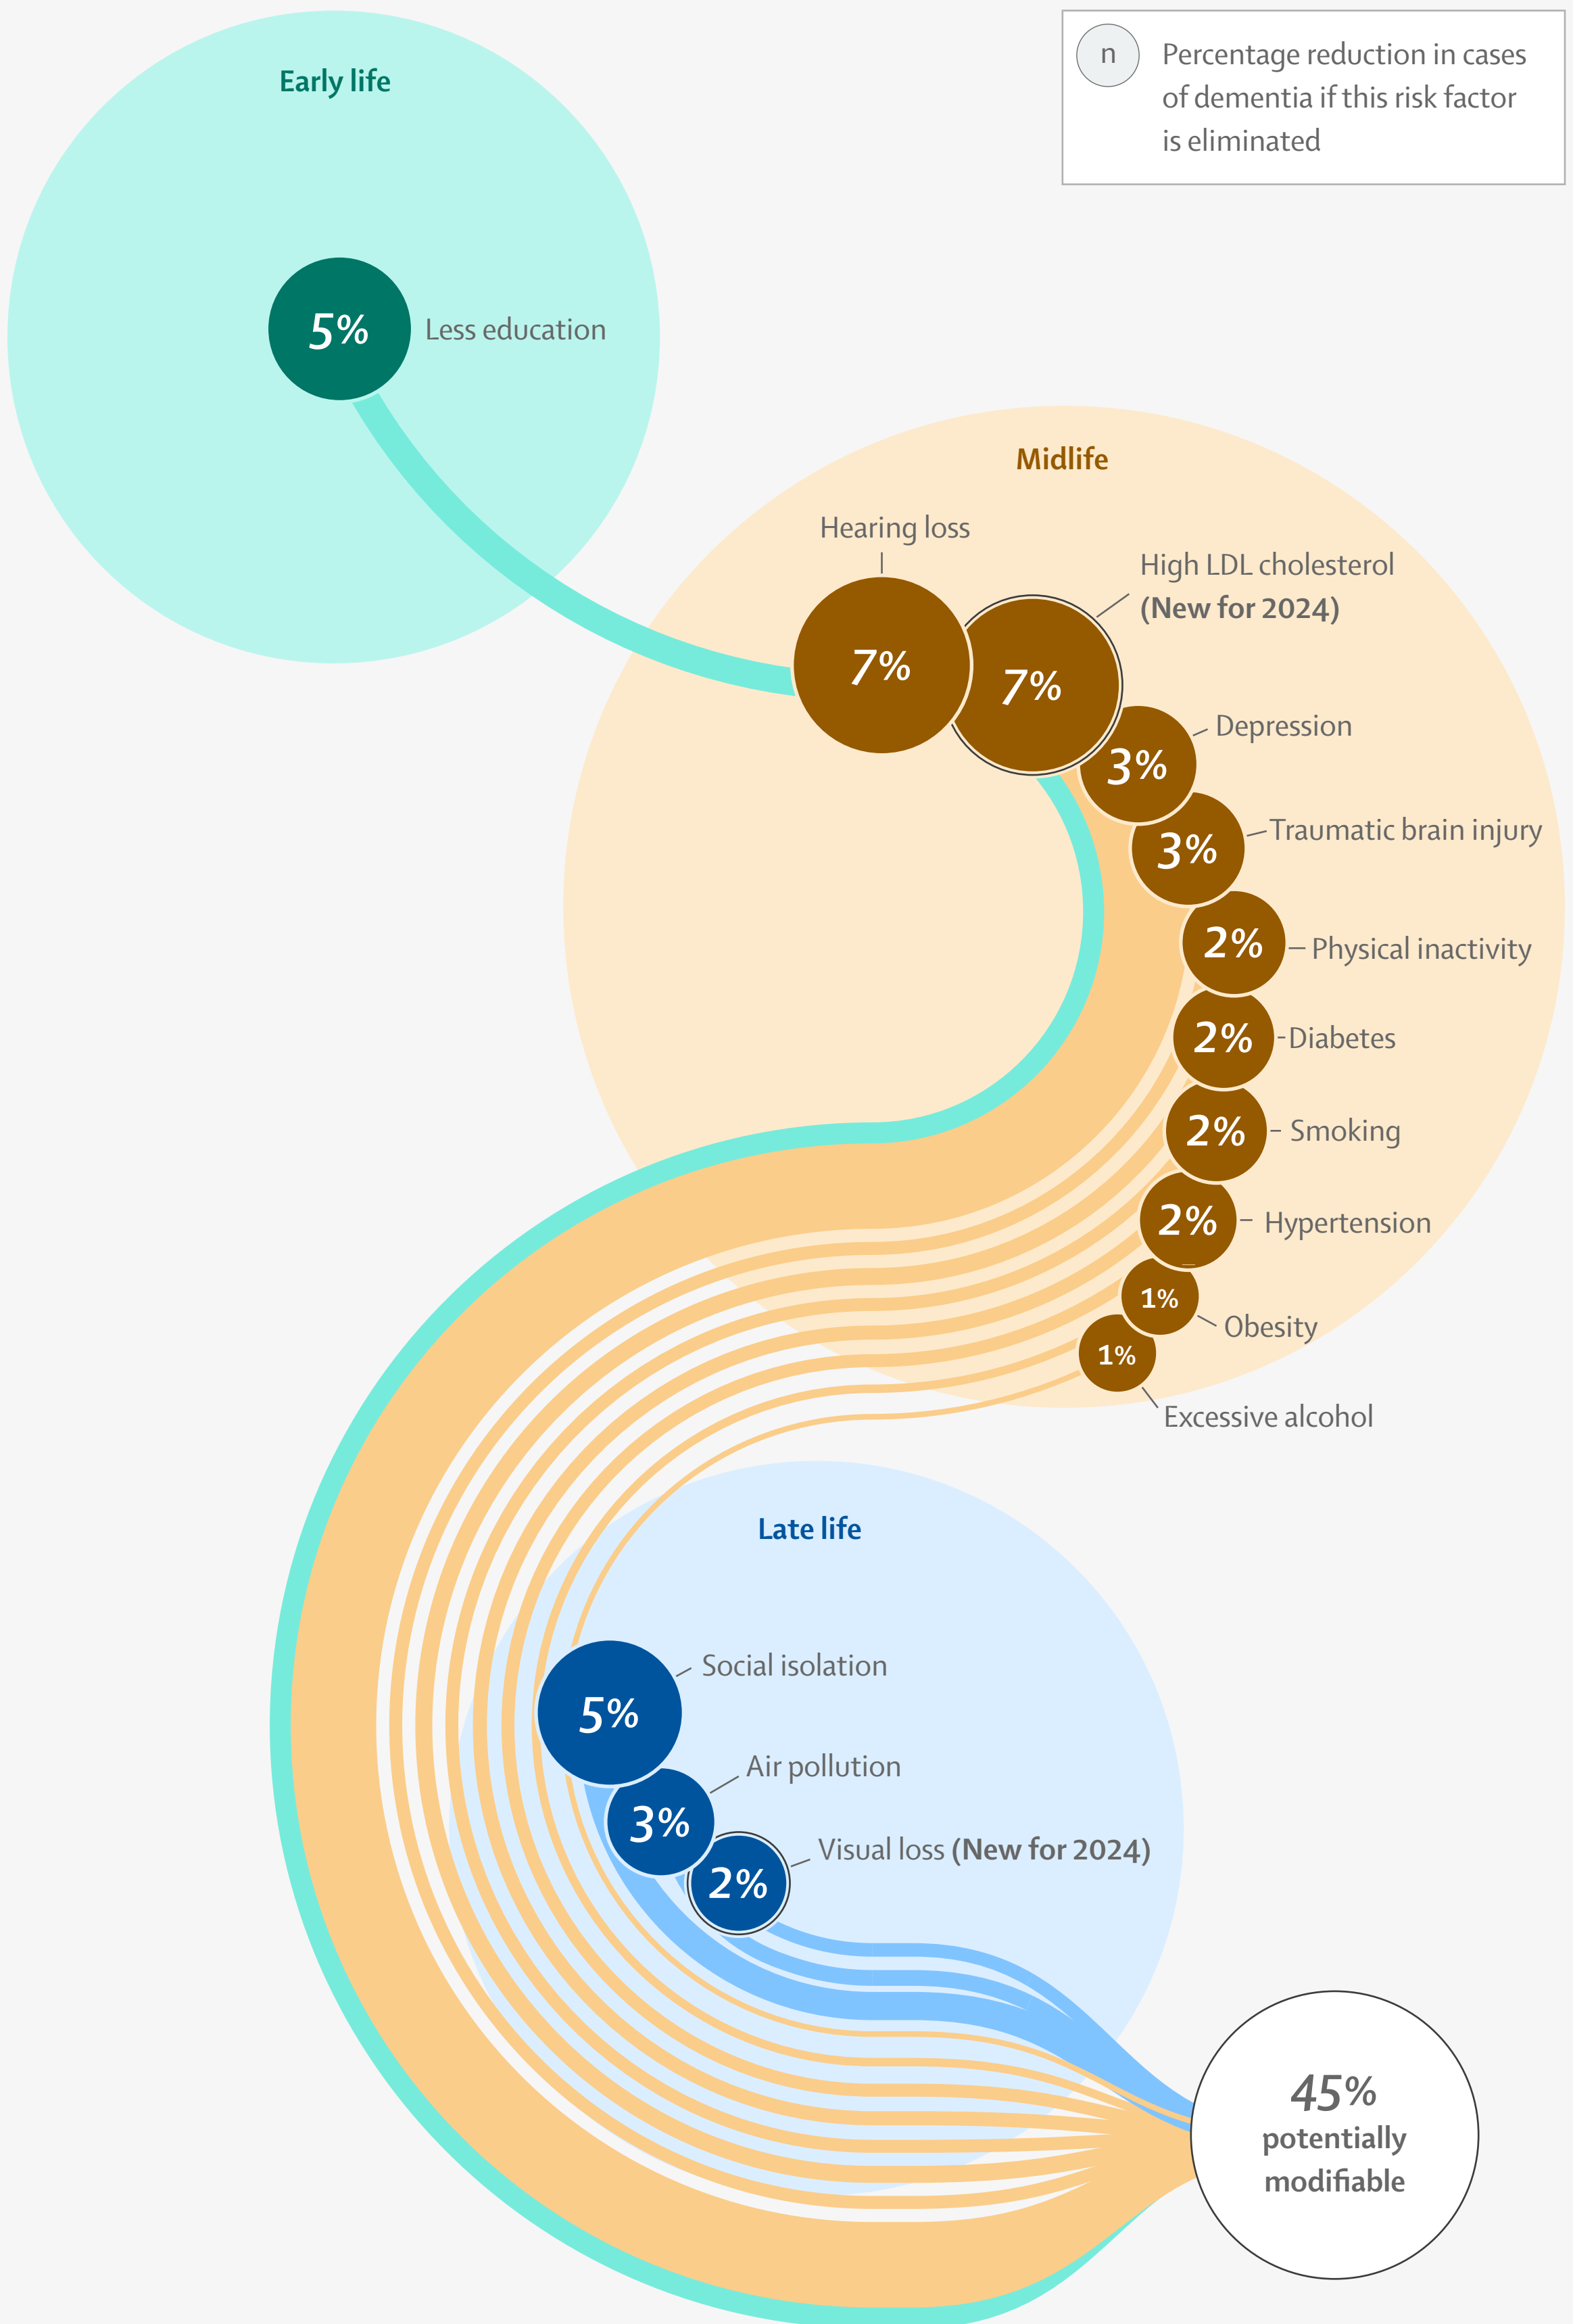 n
Percentage reduction in cases
of dementia if this risk factor
is eliminated
Early life
5%
Less education
Midlife
Hearing loss
7%
High LDL cholesterol
(New for 2024)
7%
Depression
3%
Traumatic brain injury
3%
Physical inactivity
2%
Diabetes
2%
Smoking
2%
Hypertension
2%
Obesity
1%
Excessive alcohol
1%
Late life
Social isolation
5%
Air pollution
3%
Visual loss (New for 2024)
2%
45%
potentially
modifiable